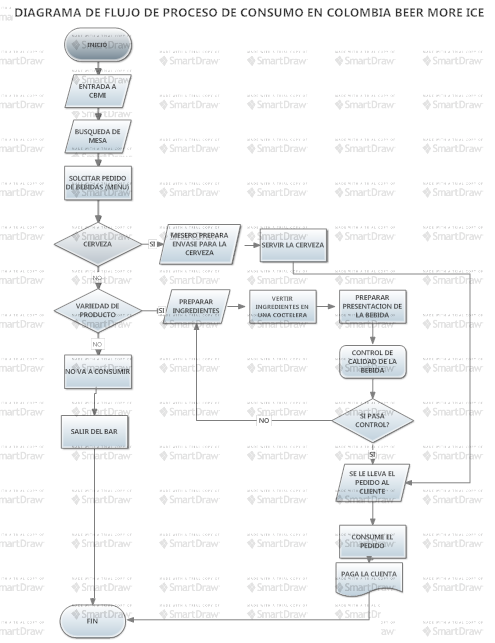 DIAGRAMA DE FLUJO DE PROCESO DE CONSUMO EN COLOMBIA BEER MORE ICE
INICIO
ENTRADA A
CBMI
BUSQUEDA DE
MESA
SOLCITAR PEDIDO
DE BEBIDAS (MENU)
CERVEZA
SI
MESERO PREPARA
ENVASE PARA LA
CERVEZA
SERVIR LA CERVEZA
NO
VARIEDAD DE
PRODUCTO
SI
PREPARAR
INGREDIENTES
VERTIR
INGREDIENTES EN
UNA COCTELERA
PREPARAR
PRESENTACION DE
LA BEBIDA
NO
NO VA A CONSUMIR
CONTROL DE
CALIDAD DE LA
BEBIDA
SALIR DEL BAR
NO
SI PASA
CONTROL?
SI
SE LE LLEVA EL
PEDIDO AL
CLIENTE
CONSUME EL
PEDIDO
PAGA LA CUENTA
FIN
SmartDraw